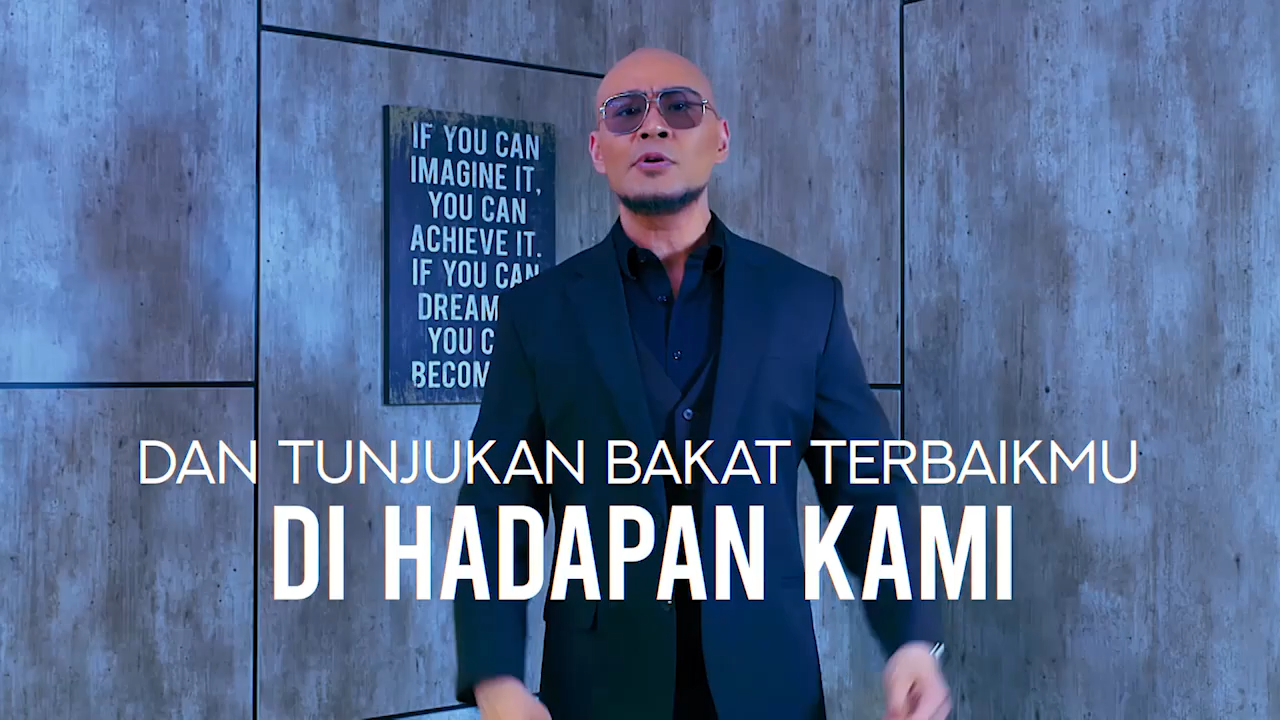 IF YOU CAN
IMAGINE IT,
YOU CAN
ACHIEVE IT.
IF YOU CAN
DREAM
YOU
BECOM
DAN TUNJUKAN BAKAT TERBAIKMU
DI HADAPAN KAMI